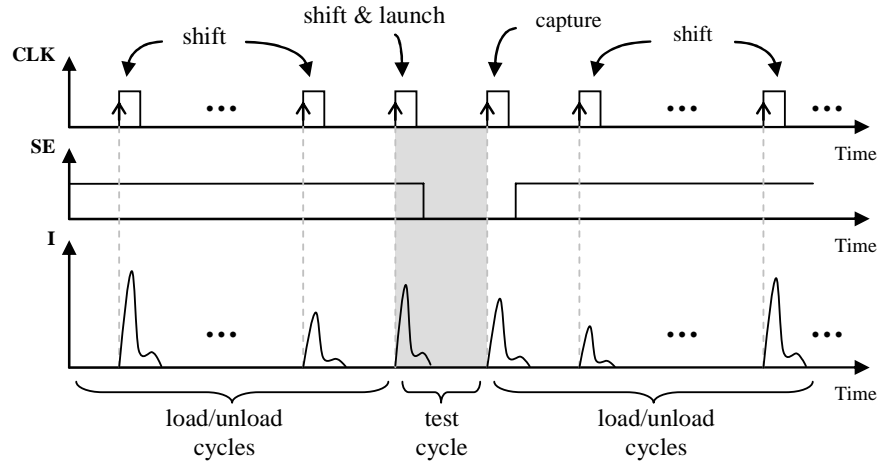 shift & launch
shift
capture
shift
CLK
•••
•••
•••
Time
SE
Time
I
•••
•••
•••
Time
load/unload
cycles
test
cycle
load/unload
cycles